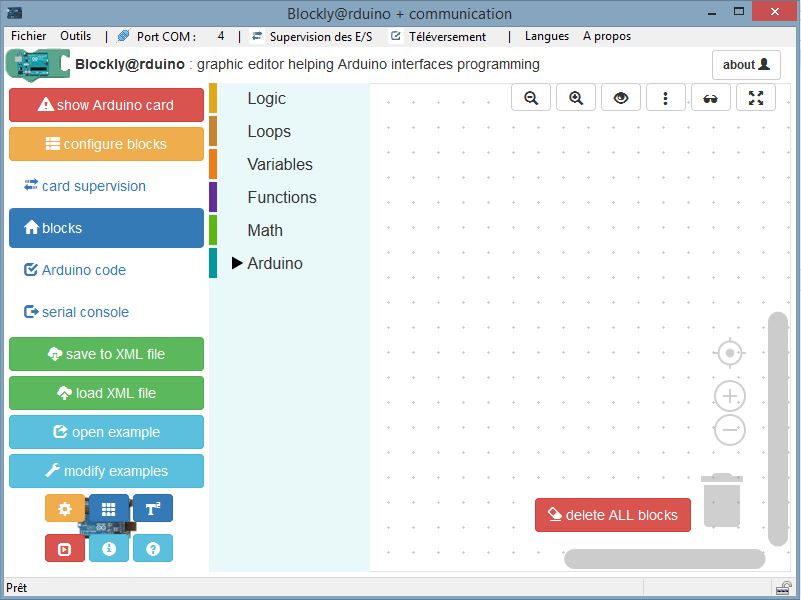 Blockly@rduino + communication
Fichier Outils | Port COM : 4 | Supervision des E/S Téléversement | Langues A propos
Blockly@rduino : graphic editor helping Arduino interfaces programming
about
show Arduino card
configure blocks
card supervision
blocks
Arduino code
serial console
save to XML file
load XML file
open example
modify examples
T²
Logic
Loops
Variables
Functions
Math
Arduino
delete ALL blocks
Prêt